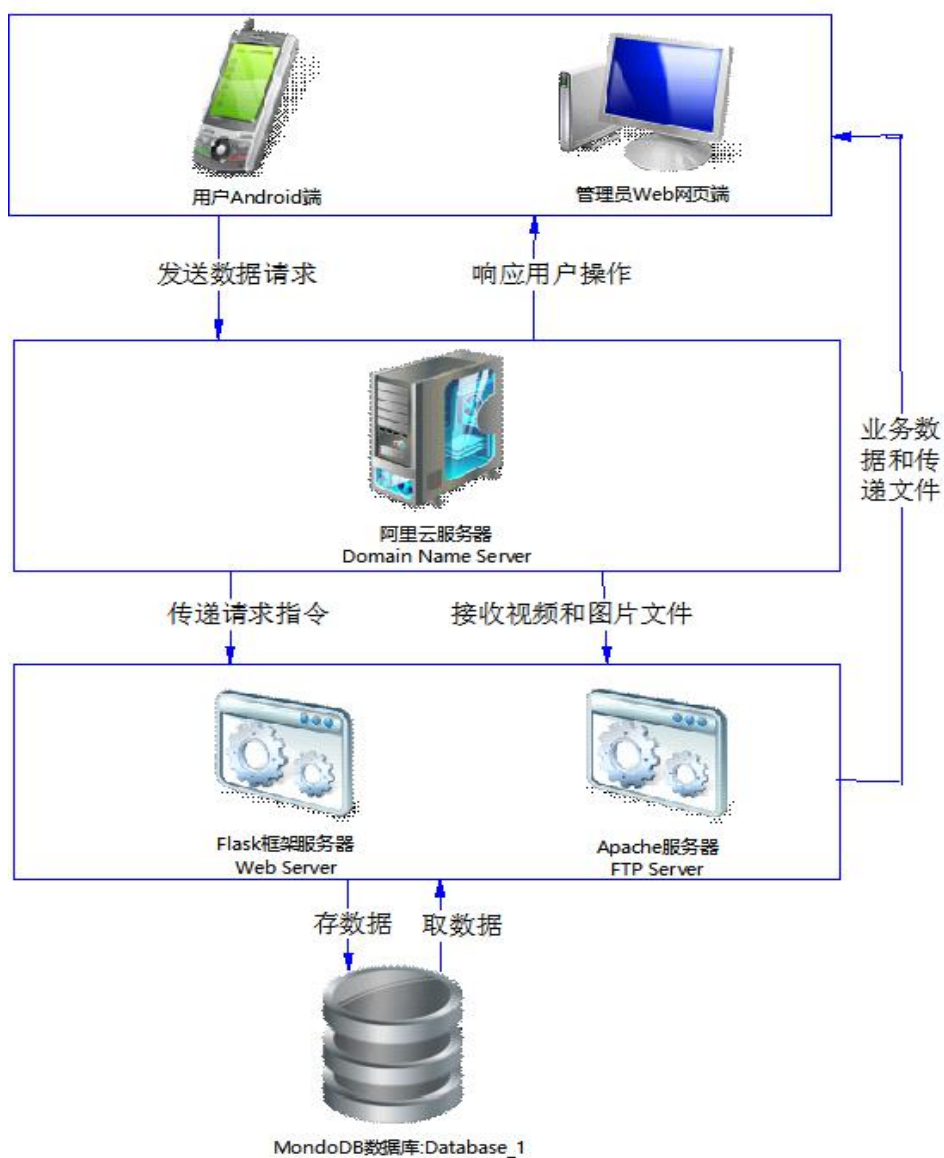 用户Android端
管理员Web网页端
发送数据请求
响应用户操作
业务数
据和传
递文件
阿里云服务器
Domain Name Server
传递请求指令
接收视频和图片文件
Flask框架服务器
Web Server
Apache服务器
FTP Server
存数据
取数据
MondoDB数据库:Database_1